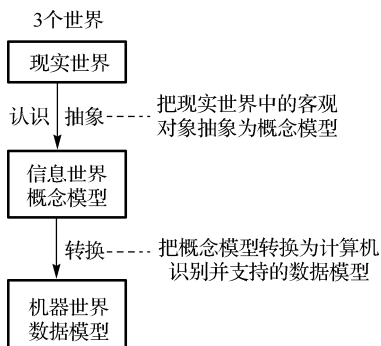 3个世界
现实世界
认识 抽象
把现实世界中的客观
对象抽象为概念模型
信息世界
概念模型
转换
把概念模型转换为计算机
识别并支持的数据模型
机器世界
数据模型